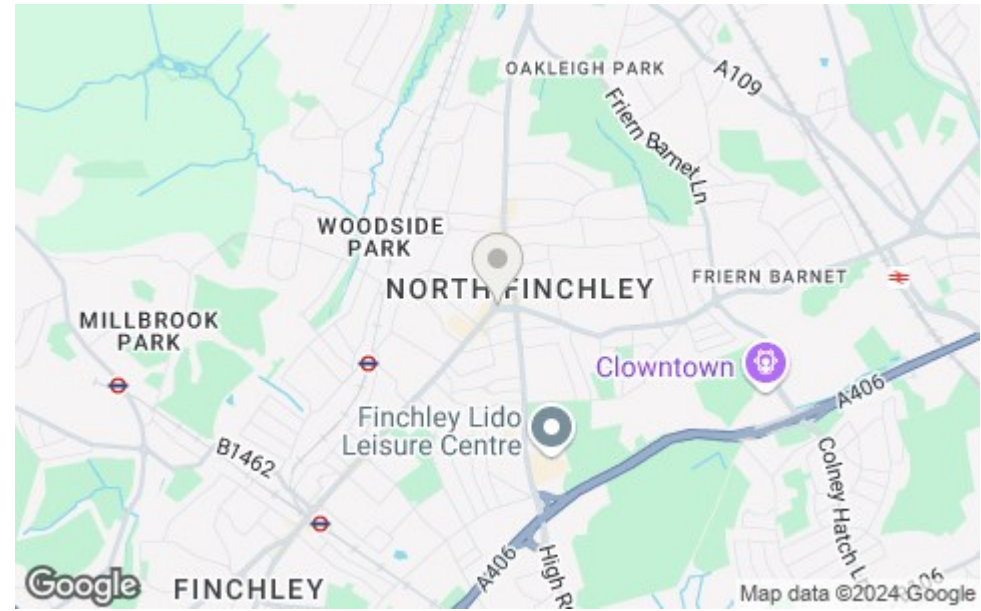 OAKLEIGH PARK
A109
Friern Barnet Ln
WOODSIDE
PARK
NORTH FINCHLEY
FRIERN BARNET
MILLBROOK
PARK
Clowntown
A406
Finchley Lido
Leisure Centre
B1462
Colney Hatch L
A406
High Ro
FINCHLEY
Google
Map data ©2024 Google